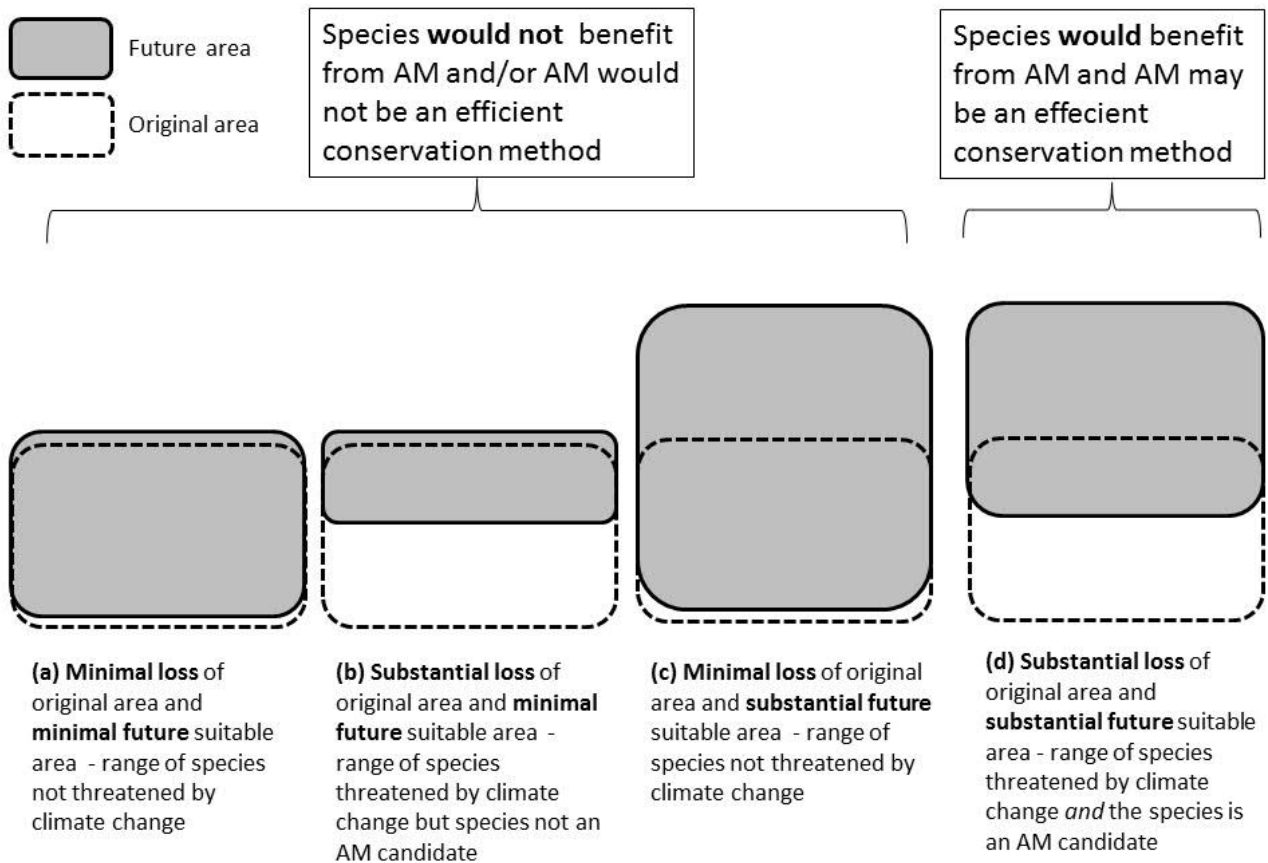 Future area
Original area
Species would not benefit
from AM and/or AM would
not be an efficient
conservation method
Species would benefit
from AM and AM may
be an effecient
conservation method
(a) Minimal loss of
original area and
minimal future suitable
area - range of species
not threatened by
climate change
(b) Substantial loss of
original area and minimal
future suitable area -
range of species
threatened by climate
change but species not an
AM candidate
(c) Minimal loss of original
area and substantial future
suitable area - range of
species not threatened by
climate change
(d) Substantial loss of
original area and
substantial future suitable
area - range of species
threatened by climate
change and the species is
an AM candidate